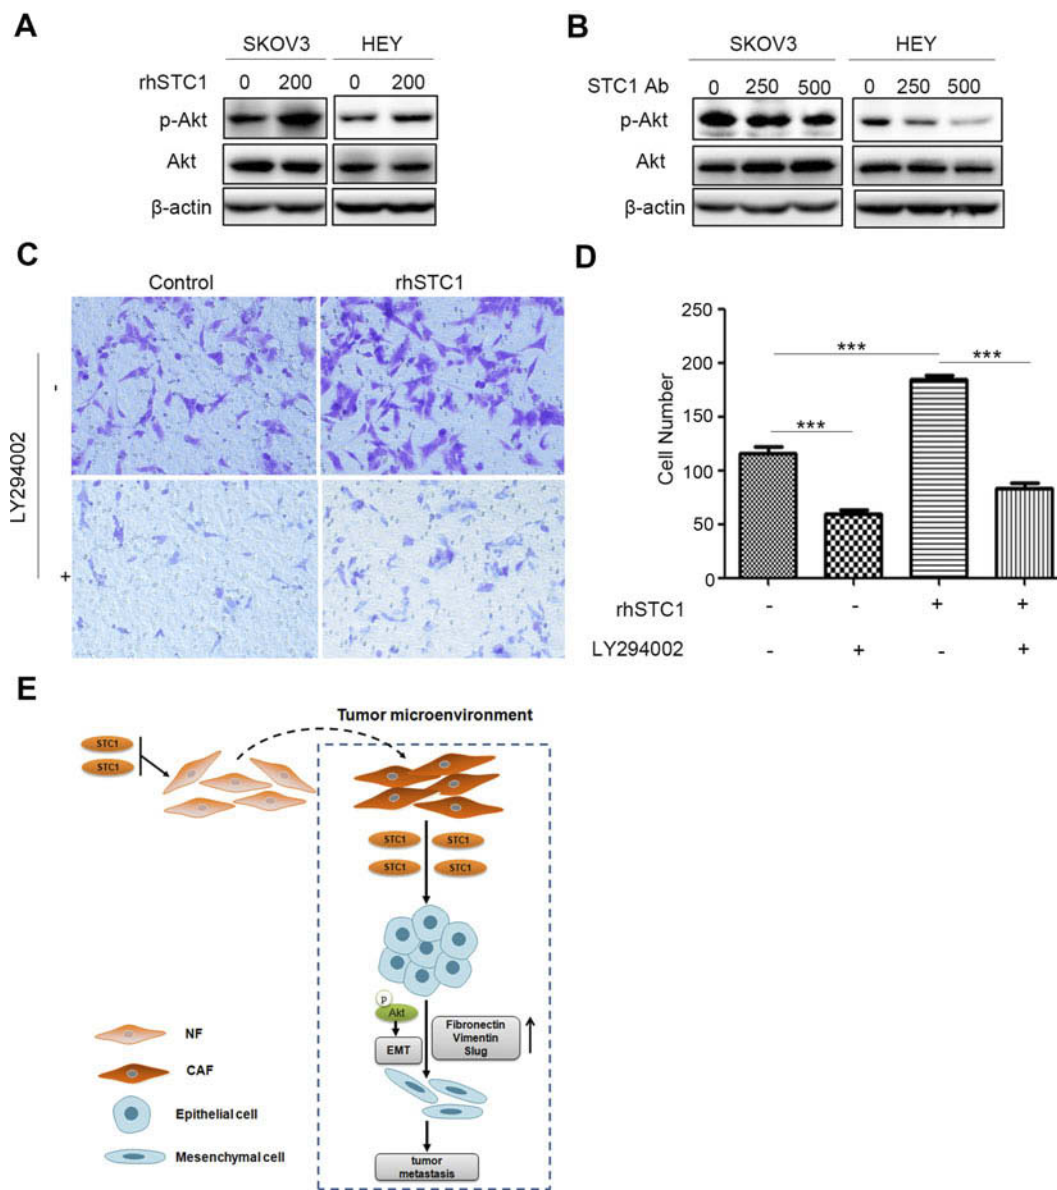 A
SKOV3 HEY
rhSTC1 0 200 0 200
p-Akt
Akt
β-actin
B
SKOV3 HEY
STC1 Ab 0 250 500 0 250 500
p-Akt
Akt
β-actin
C
Control rhSTC1
LY294002
-
+
D
Cell Number
250
200
150
100
50
0
***
***
***
rhSTC1 - - + +
LY294002 - + - +
E
Tumor microenvironment
STC1
STC1
STC1 STC1
STC1 STC1
P
Akt
EMT
Fibronectin
Vimentin
Slug
tumor
metastasis
NF
CAF
Epithelial cell
Mesenchymal cell